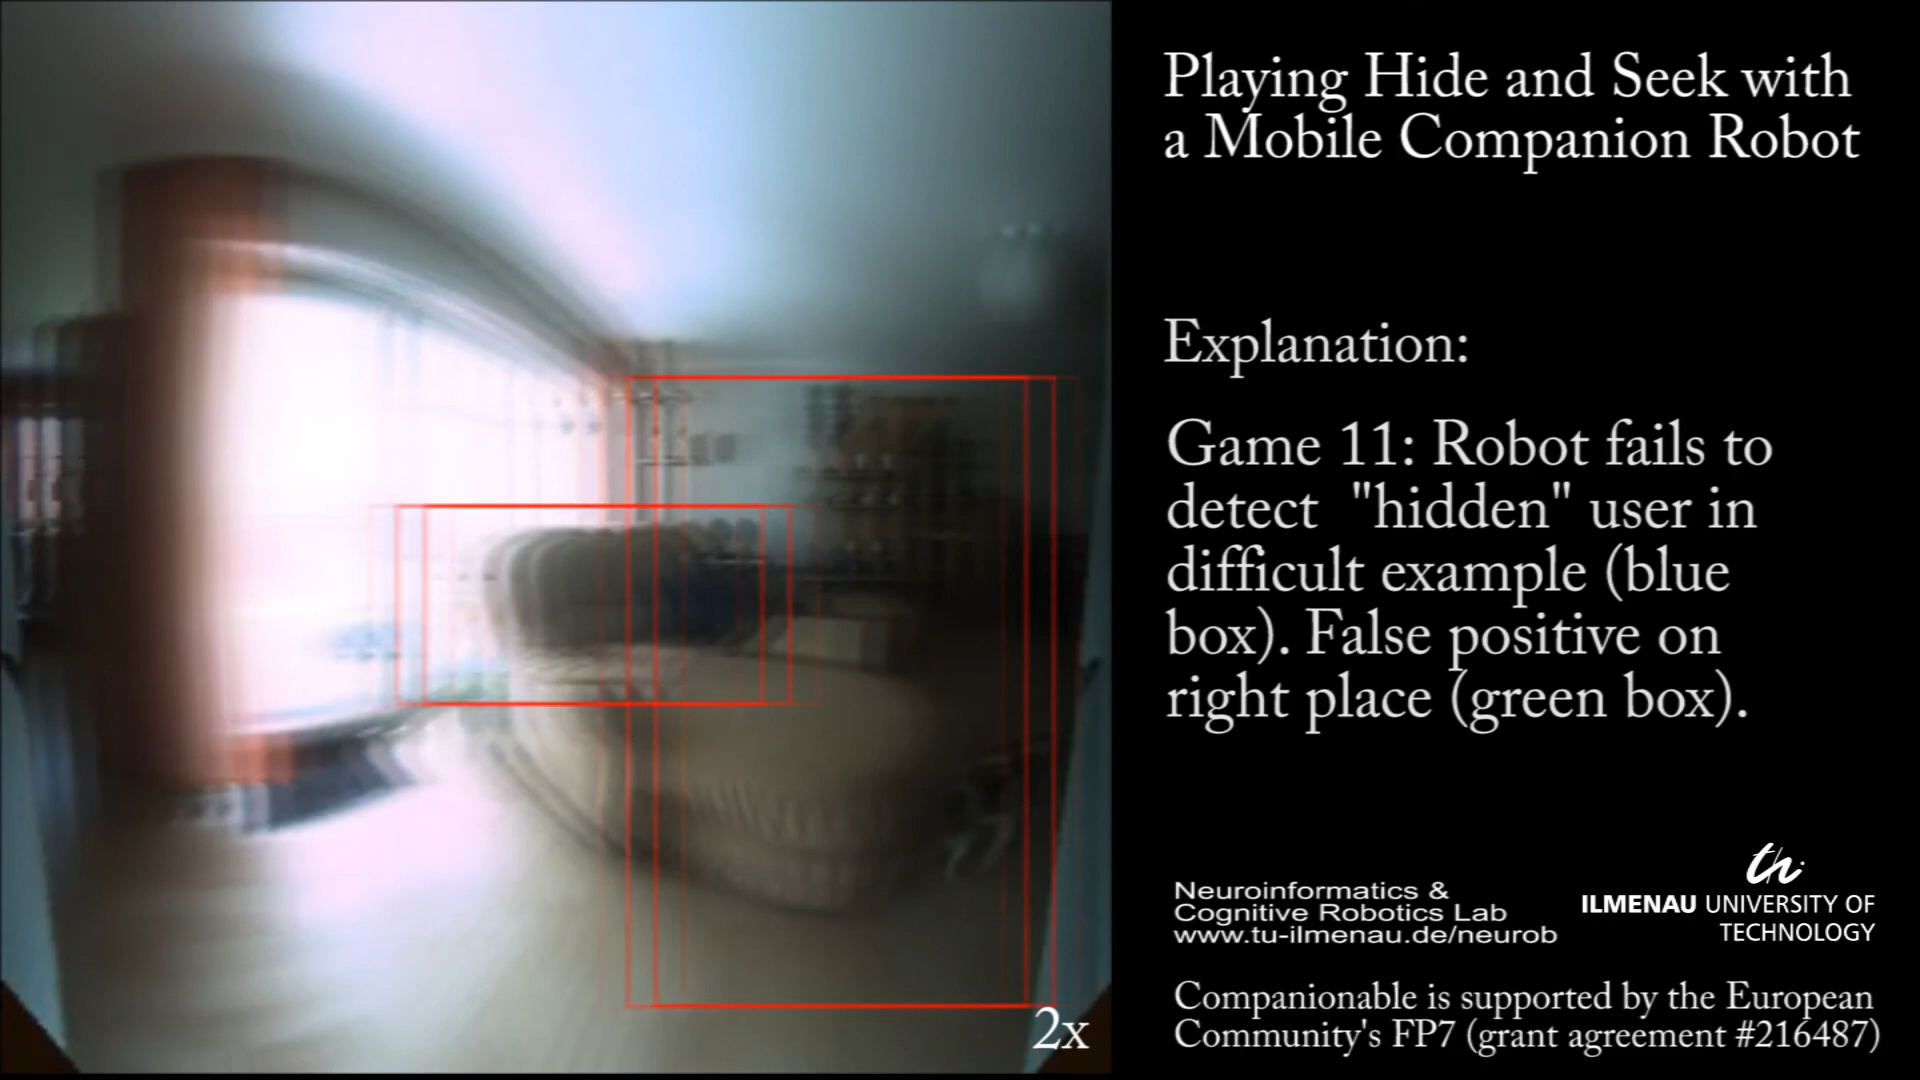 Playing Hide and Seek with
a Mobile Companion Robot
Explanation:
Game 11: Robot fails to
detect "hidden" user in
difficult example (blue
box). False positive on
right place (green box).
2x
Neuroinformatics &
Cognitive Robotics Lab
www.tu-ilmenau.de/neurob
th
ILMENAU UNIVERSITY OF
TECHNOLOGY
Companionable is supported by the European
Community's FP7 (grant agreement #216487)